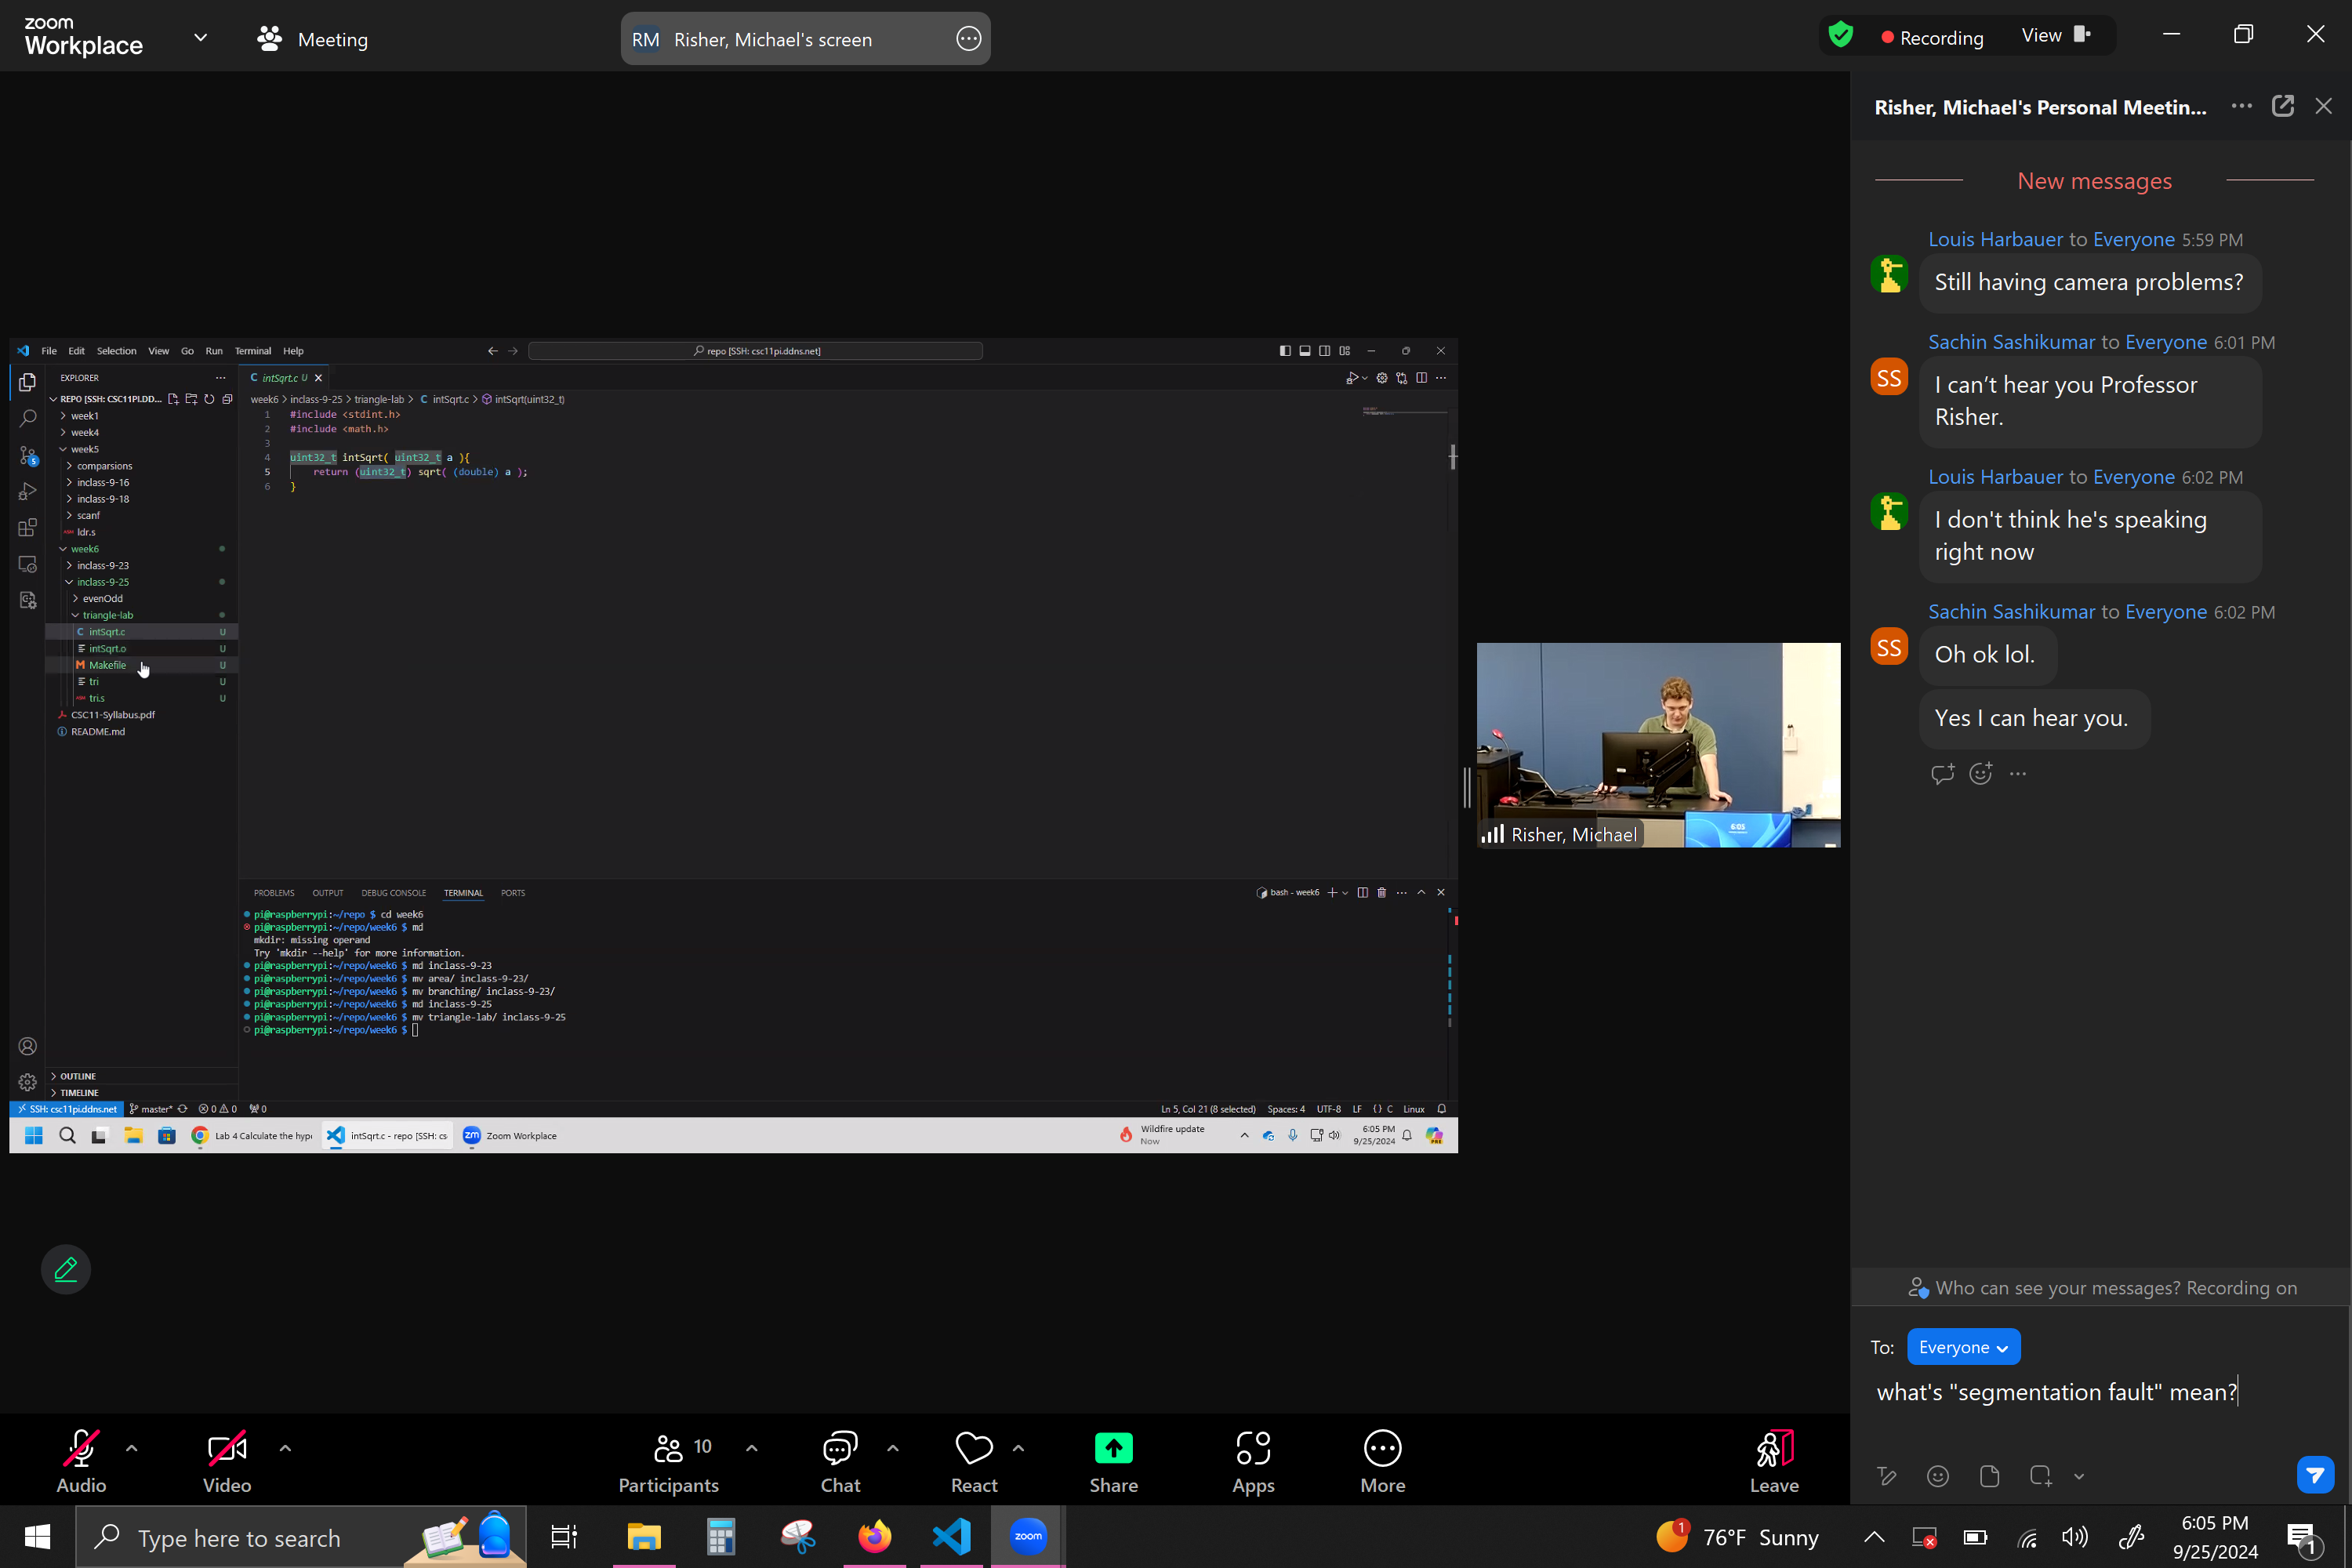 zoom
Workplace
Meeting
RM Risher, Michael's screen
Recording
View
File Edit Selection View Go Run Terminal Help
repo [SSH: csc11pi.ddns.net]
EXPLORER
REPO [SSH: CSC11PI.DD...
week1
week4
week5
comparsions
inclass-9-16
inclass-9-18
scanf
ldr.s
week6
inclass-9-23
inclass-9-25
evenOdd
triangle-lab
C intSqrt.c U
intSqrt.o U
M Makefile U
tri U
tri.s U
CSC11-Syllabus.pdf
README.md
OUTLINE
TIMELINE
C intSqrt.c U
week6 > inclass-9-25 > triangle-lab > C intSqrt.c > intSqrt(uint32_t)
1 #include <stdint.h>
2 #include <math.h>
3
4 uint32_t intSqrt( uint32_t a ){
5 return (uint32_t) sqrt( (double) a );
6 }
PROBLEMS OUTPUT DEBUG CONSOLE TERMINAL PORTS
bash - week6
pi@raspberrypi:~/repo $ cd week6
pi@raspberrypi:~/repo/week6 $ md
mkdir: missing operand
Try 'mkdir --help' for more information.
pi@raspberrypi:~/repo/week6 $ md inclass-9-23
pi@raspberrypi:~/repo/week6 $ mv area/ inclass-9-23/
pi@raspberrypi:~/repo/week6 $ mv branching/ inclass-9-23/
pi@raspberrypi:~/repo/week6 $ md inclass-9-25
pi@raspberrypi:~/repo/week6 $ mv triangle-lab/ inclass-9-25
pi@raspberrypi:~/repo/week6 $
SSH: csc11pi.ddns.net master* 0 0 0
Ln 5, Col 21 (8 selected) Spaces: 4 UTF-8 LF {} C Linux
Lab 4 Calculate the hyp
intSqrt.c - repo [SSH: cs
zm Zoom Workplace
Wildfire update
Now
6:05 PM
9/25/2024
6:05
Risher, Michael
Risher, Michael's Personal Meetin...
New messages
Louis Harbauer to Everyone 5:59 PM
Still having camera problems?
Sachin Sashikumar to Everyone 6:01 PM
SS
I can’t hear you Professor
Risher.
Louis Harbauer to Everyone 6:02 PM
I don't think he's speaking
right now
Sachin Sashikumar to Everyone 6:02 PM
SS
Oh ok lol.
Yes I can hear you.
Who can see your messages? Recording on
To: Everyone
what's "segmentation fault" mean?
Audio
Video
10
Participants
Chat
React
Share
Apps
More
Leave
Type here to search
zoom
1
76°F Sunny
6:05 PM
9/25/2024
1